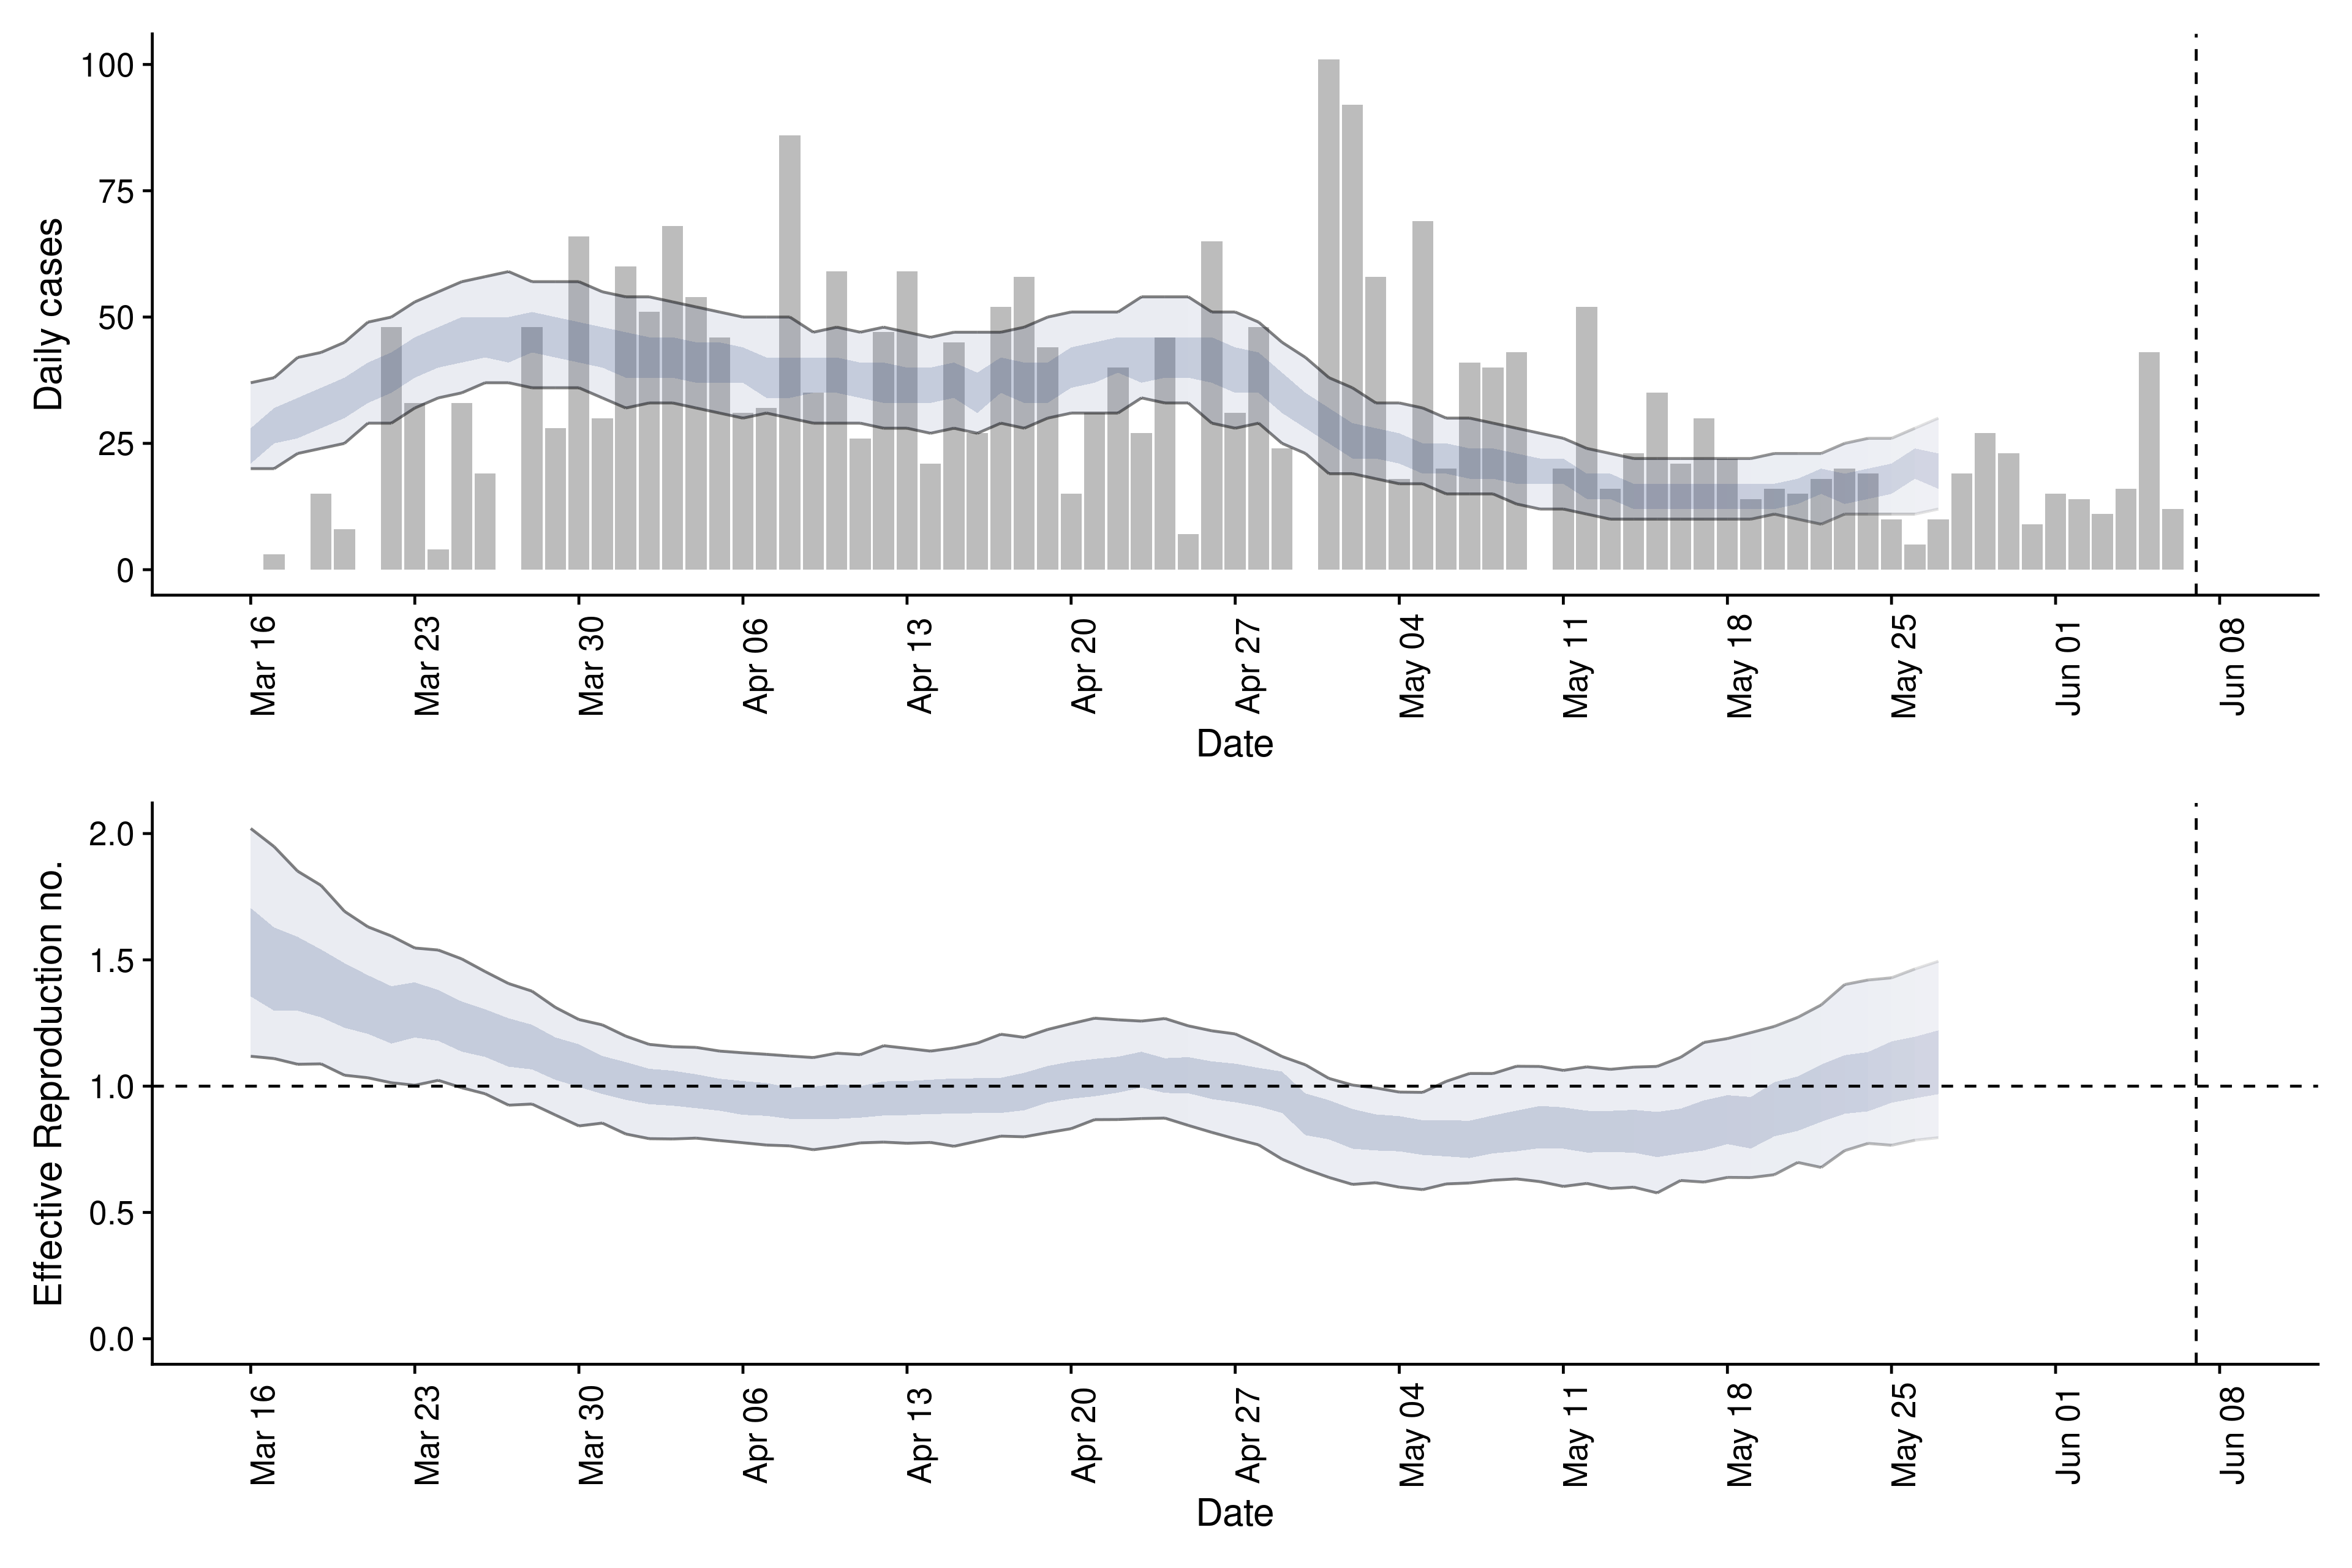 Daily cases
100
75
50
25
0
Mar 16
Mar 23
Mar 30
Apr 06
Apr 13
Apr 20
Apr 27
May 04
May 11
May 18
May 25
Jun 01
Jun 08
Date
Effective Reproduction no.
2.0
1.5
1.0
0.5
0.0
Mar 16
Mar 23
Mar 30
Apr 06
Apr 13
Apr 20
Apr 27
May 04
May 11
May 18
May 25
Jun 01
Jun 08
Date